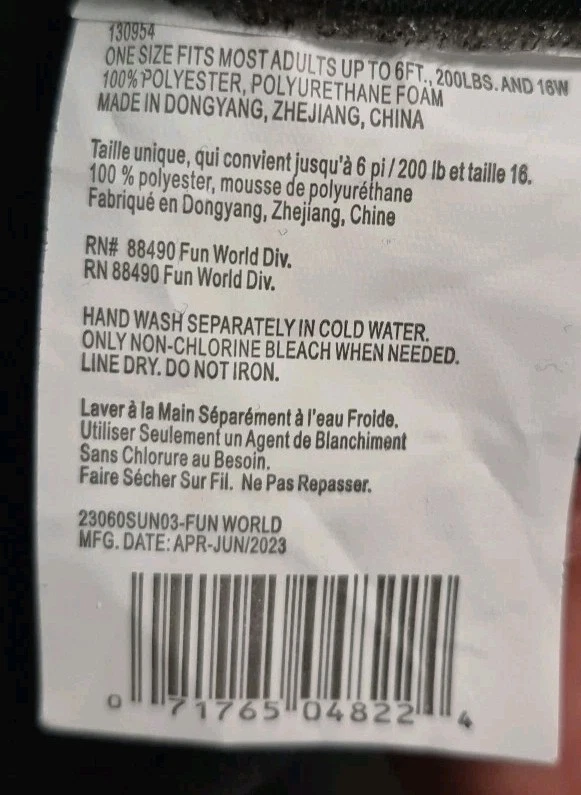 130954
ONE SIZE FITS MOST ADULTS UP TO 6FT., 200LBS. AND 16W
100% POLYESTER, POLYURETHANE FOAM
MADE IN DONGYANG, ZHEJIANG, CHINA
Taille unique, qui convient jusqu'à 6 pi / 200 lb et taille 16.
100 % polyester, mousse de polyuréthane
Fabriqué en Dongyang, Zhejiang, Chine
RN# 88490 Fun World Div.
RN 88490 Fun World Div.
HAND WASH SEPARATELY IN COLD WATER.
ONLY NON-CHLORINE BLEACH WHEN NEEDED.
LINE DRY. DO NOT IRON.
Laver à la Main Séparément à l'eau Froide.
Utiliser Seulement un Agent de Blanchiment
Sans Chlorure au Besoin.
Faire Sécher Sur Fil. Ne Pas Repasser.
23060SUN03-FUN WORLD
MFG. DATE: APR-JUN/2023
0 71765 04822 4